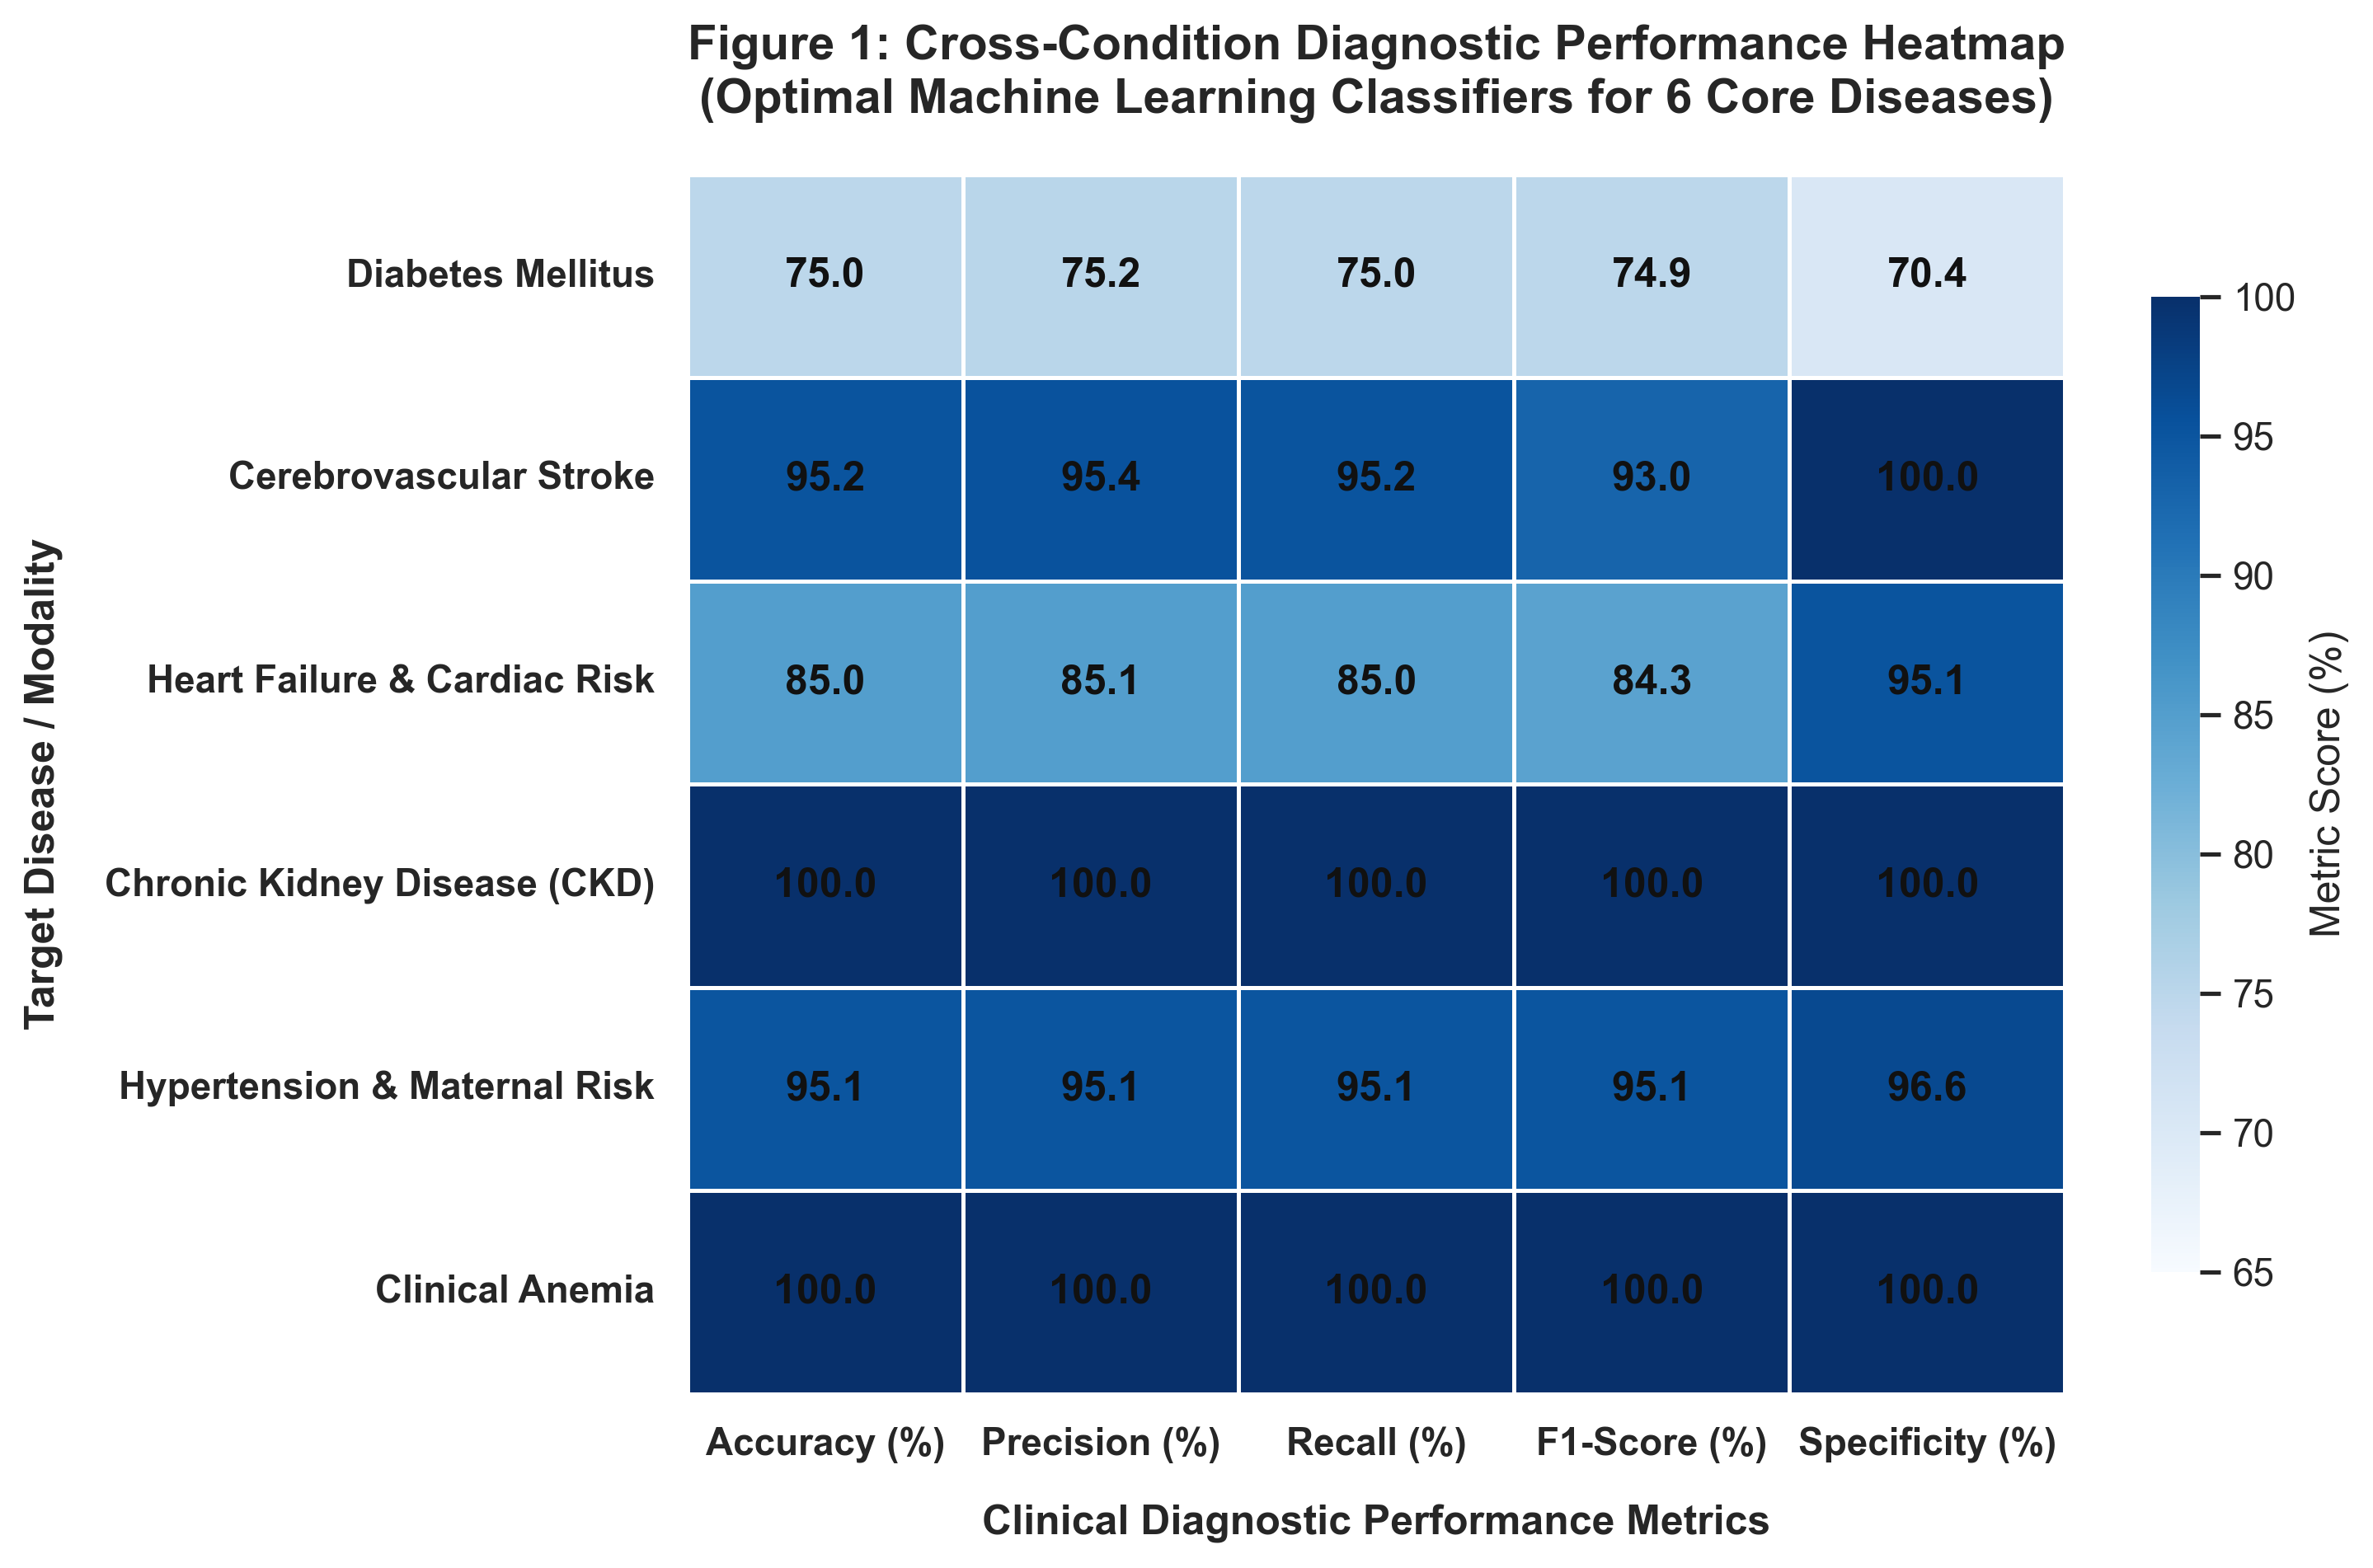 Figure 1: Cross-Condition Diagnostic Performance Heatmap
(Optimal Machine Learning Classifiers for 6 Core Diseases)
Target Disease / Modality
Diabetes Mellitus 75.0 75.2 75.0 74.9 70.4
Cerebrovascular Stroke 95.2 95.4 95.2 93.0 100.0
Heart Failure & Cardiac Risk 85.0 85.1 85.0 84.3 95.1
Chronic Kidney Disease (CKD) 100.0 100.0 100.0 100.0 100.0
Hypertension & Maternal Risk 95.1 95.1 95.1 95.1 96.6
Clinical Anemia 100.0 100.0 100.0 100.0 100.0
Accuracy (%) Precision (%) Recall (%) F1-Score (%) Specificity (%)
Clinical Diagnostic Performance Metrics
100
95
90
85
80
75
70
65
Metric Score (%)